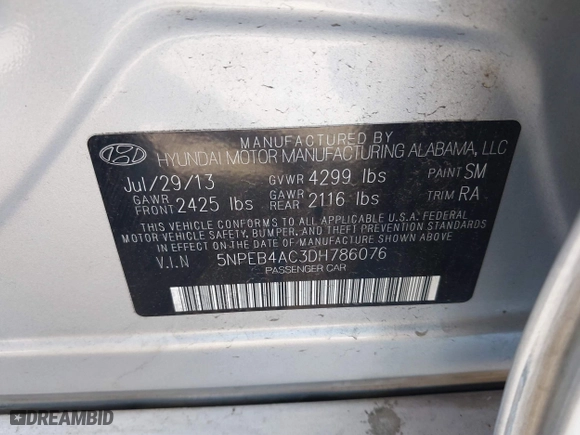 MANUFACTURED BY
HYUNDAI MOTOR MANUFACTURING ALABAMA, LLC
Jul/29/13 GVWR 4299 lbs PAINT SM
GAWR FRONT 2425 lbs GAWR REAR 2116 lbs TRIM RA
THIS VEHICLE CONFORMS TO ALL APPLICABLE U.S.A. FEDERAL
MOTOR VEHICLE SAFETY, BUMPER, AND THEFT PREVENTION STANDARDS
IN EFFECT ON THE DATE OF MANUFACTURE SHOWN ABOVE.
V.I.N 5NPEB4AC3DH786076
PASSENGER CAR
DREAMBID